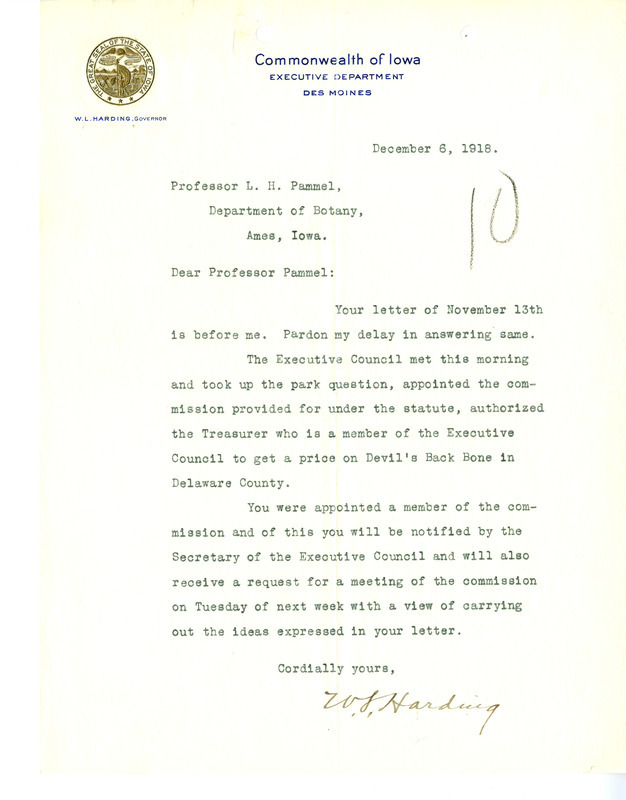 THE GREAT SEAL OF THE STATE OF IOWA
Commonwealth of Iowa
EXECUTIVE DEPARTMENT
DES MOINES
W.L. HARDING, GOVERNOR
December 6, 1918.
10
Professor L. H. Pammel,
Department of Botany,
Ames, Iowa.
Dear Professor Pammel:
Your letter of November 13th
is before me. Pardon my delay in answering same.
The Executive Council met this morning
and took up the park question, appointed the com-
mission provided for under the statute, authorized
the Treasurer who is a member of the Executive
Council to get a price on Devil's Back Bone in
Delaware County.
You were appointed a member of the com-
mission and of this you will be notified by the
Secretary of the Executive Council and will also
receive a request for a meeting of the commission
on Tuesday of next week with a view of carrying
out the ideas expressed in your letter.
Cordially yours,
W.L. Harding